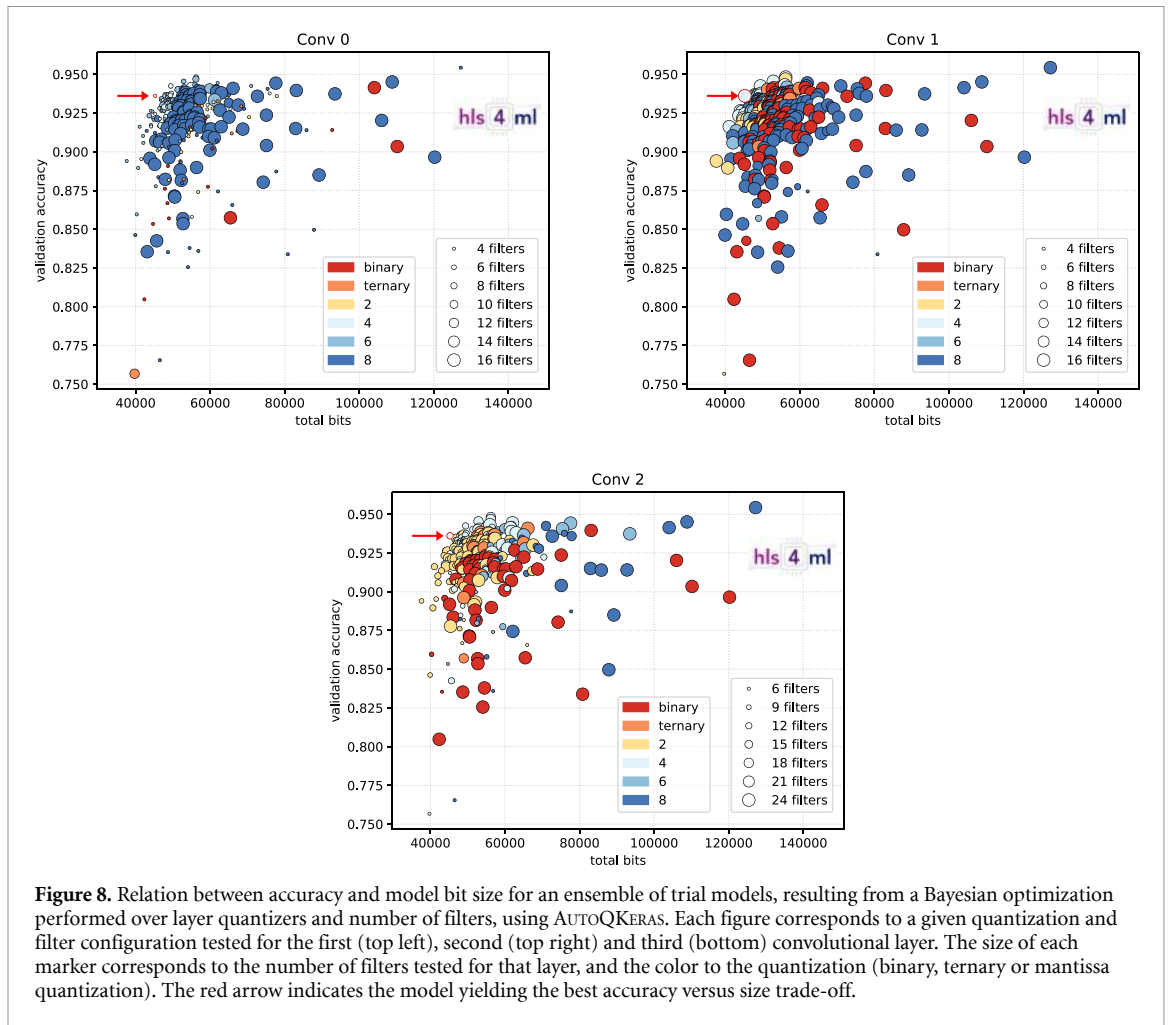 Conv 0
0.950
0.925
0.900
0.875
0.850
0.825
0.800
0.775
0.750
validation accuracy
hls 4 ml
binary
ternary
2
4
6
8
4 filters
6 filters
8 filters
10 filters
12 filters
14 filters
16 filters
40000 60000 80000 100000 120000 140000
total bits
Conv 1
0.950
0.925
0.900
0.875
0.850
0.825
0.800
0.775
0.750
validation accuracy
hls 4 ml
binary
ternary
2
4
6
8
4 filters
6 filters
8 filters
10 filters
12 filters
14 filters
16 filters
40000 60000 80000 100000 120000 140000
total bits
Conv 2
0.950
0.925
0.900
0.875
0.850
0.825
0.800
0.775
0.750
validation accuracy
hls 4 ml
binary
ternary
2
4
6
8
6 filters
9 filters
12 filters
15 filters
18 filters
21 filters
24 filters
40000 60000 80000 100000 120000 140000
total bits
Figure 8. Relation between accuracy and model bit size for an ensemble of trial models, resulting from a Bayesian optimization
performed over layer quantizers and number of filters, using AUTOQKERAS. Each figure corresponds to a given quantization and
filter configuration tested for the first (top left), second (top right) and third (bottom) convolutional layer. The size of each
marker corresponds to the number of filters tested for that layer, and the color to the quantization (binary, ternary or mantissa
quantization). The red arrow indicates the model yielding the best accuracy versus size trade-off.